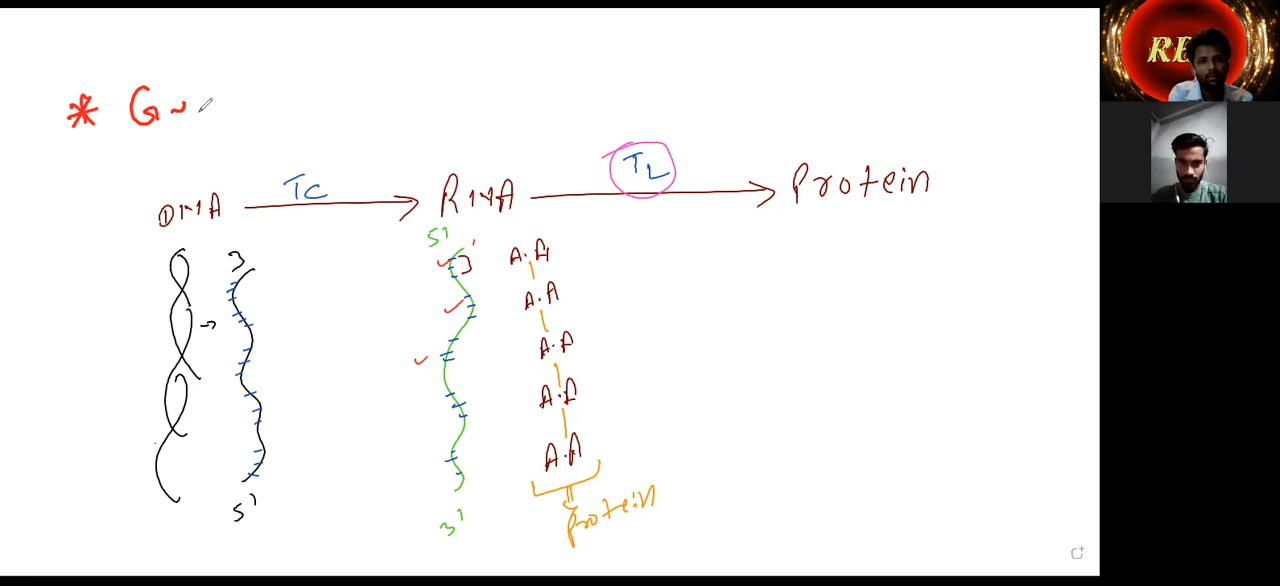 * G
TC
TL
DNA
RNA
Protein
3
5'
5'
3'
A.A
A.A
A.A
A.A
A.A
Protein
3'